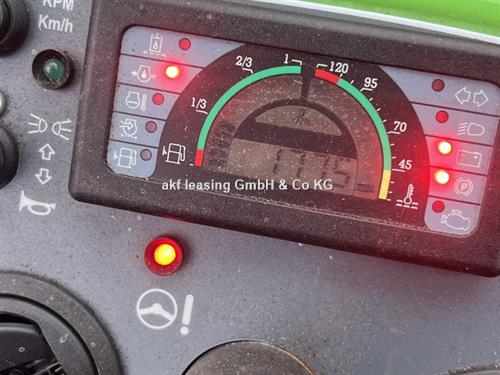 RPM
Km/h
2/3
1
120
95
1/3
70
45
akf leasing GmbH & Co KG